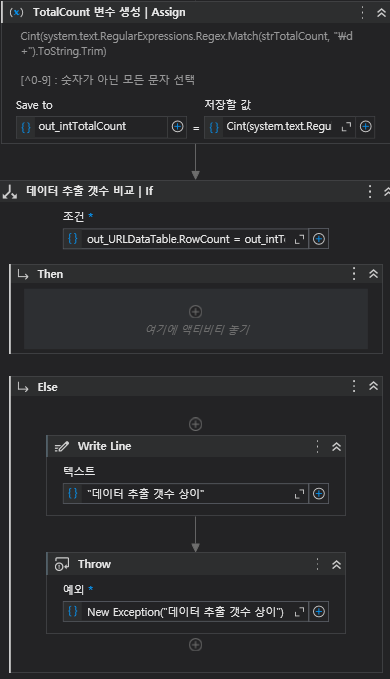 TotalCount 변수 생성 | Assign
Cint(system.text.RegularExpressions.Regex.Match(strTotalCount, "₩d
+").ToString.Trim)
[^0-9] : 숫자가 아닌 모든 문자 선택
Save to 저장할 값
out_intTotalCount = Cint(system.text.Regu
데이터 추출 갯수 비교 | If
조건 *
out_URLDataTable.RowCount = out_intTo
Then
여기에 액티비티 놓기
Else
Write Line
텍스트
"데이터 추출 갯수 상이"
Throw
예외 *
New Exception("데이터 추출 갯수 상이")